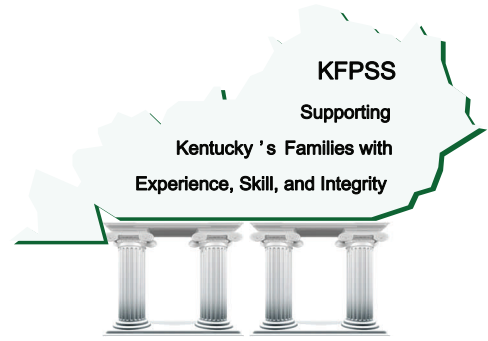 KFPSS
Supporting
Kentucky ’s Families with
Experience, Skill, and Integrity